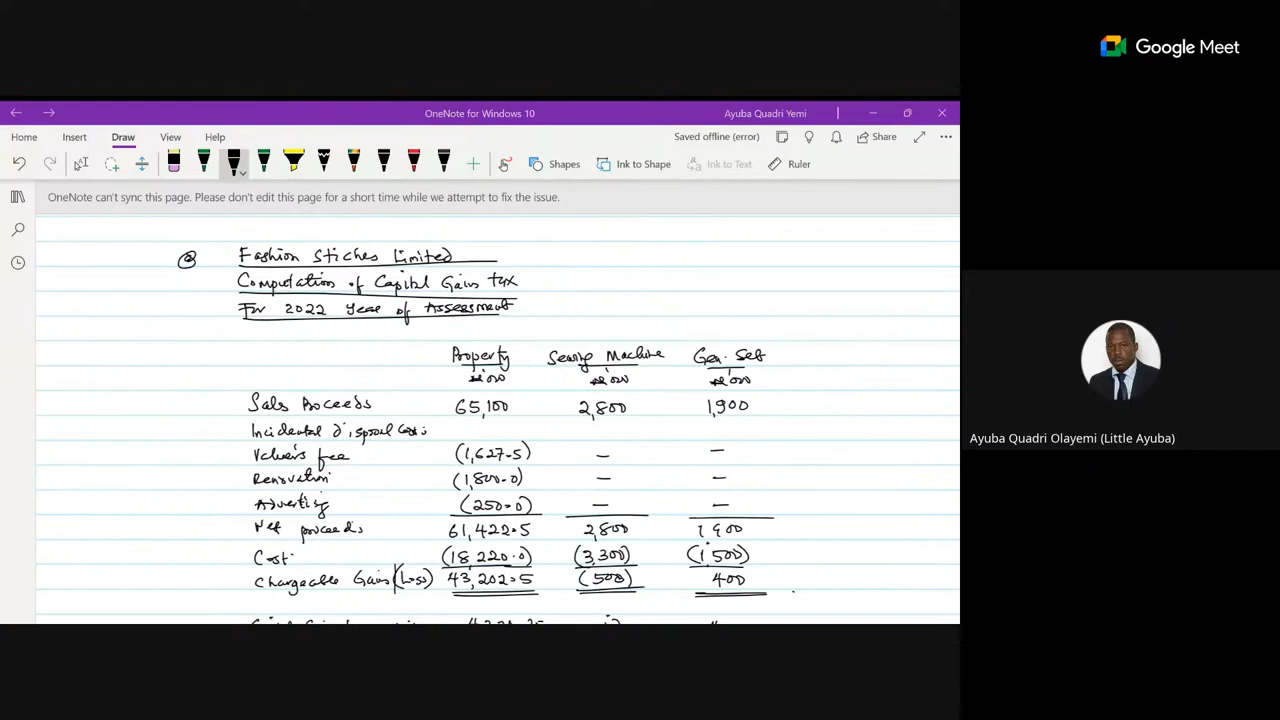 Google Meet
OneNote for Windows 10
Ayuba Quadri Yemi
Home Insert Draw View Help
Saved offline (error)
Share
Shapes
Ink to Shape
Ink to Text
Ruler
OneNote can't sync this page. Please don't edit this page for a short time while we attempt to fix the issue.
a Fashion Stiches Limited
Computation of Capital Gains tax
For 2022 Year of Assessment
Property Sewing Machine Gen. Set
₦'000 ₦'000 ₦'000
Sales Proceeds 65,100 2,800 1,900
Incidental Disposal Cost:
Valuer's fee (1,627.5) — —
Renovation (1,800.0) — —
Advertising (250.0) — —
Net proceeds 61,422.5 2,800 1,900
Cost (18,220.0) (3,300) (1,500)
Chargeable Gain/(Loss) 43,202.5 (500) 400
Ayuba Quadri Olayemi (Little Ayuba)